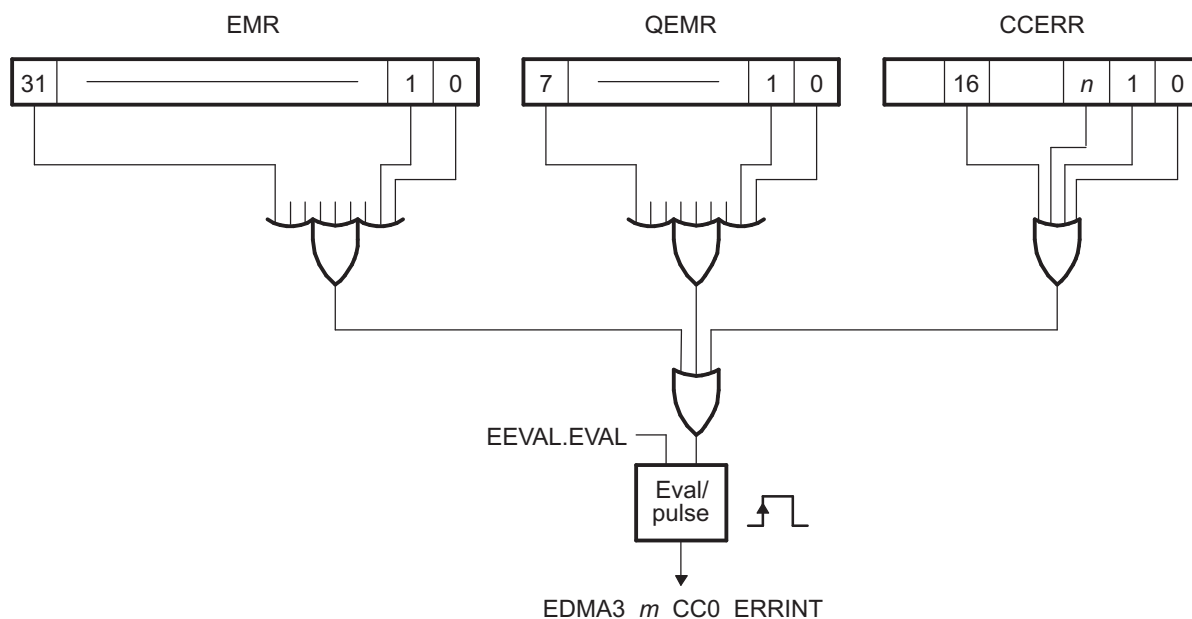 EMR QEMR CCERR
31 1 0 7 1 0 16 n 1 0
EEVAL.EVAL
Eval/
pulse
EDMA3 m CC0 ERRINT